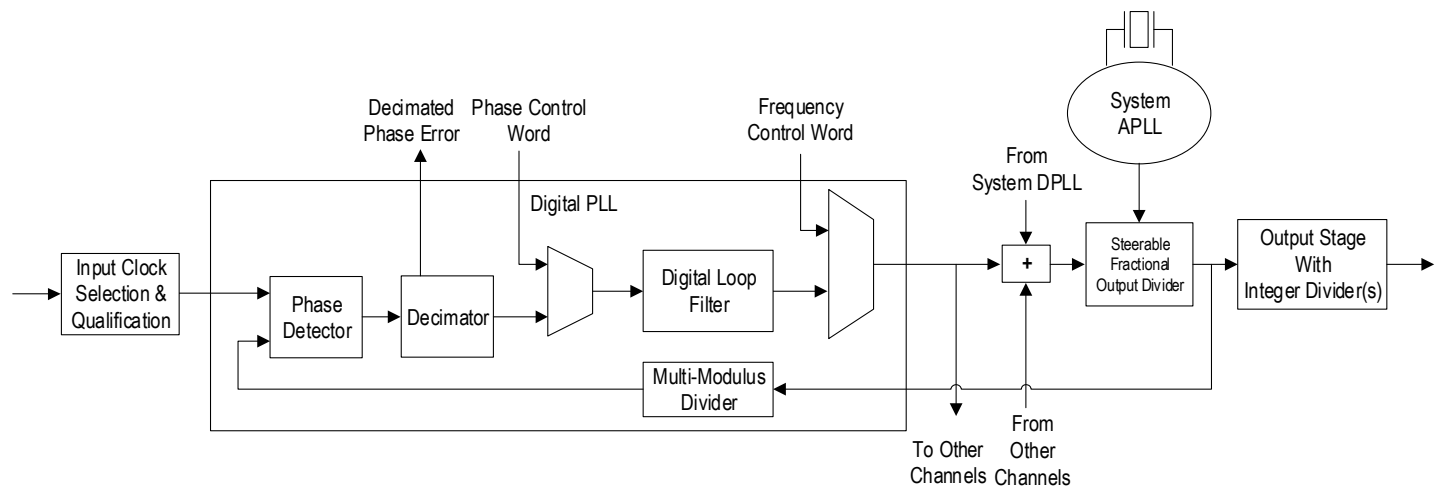 System
APLL
Decimated
Phase Error
Phase Control
Word
Frequency
Control Word
From
System DPLL
Digital PLL
Input Clock
Selection &
Qualification
Phase
Detector
Decimator
Digital Loop
Filter
+
Steerable
Fractional
Output Divider
Output Stage
With
Integer Divider(s)
Multi-Modulus
Divider
To Other
Channels
From
Other
Channels